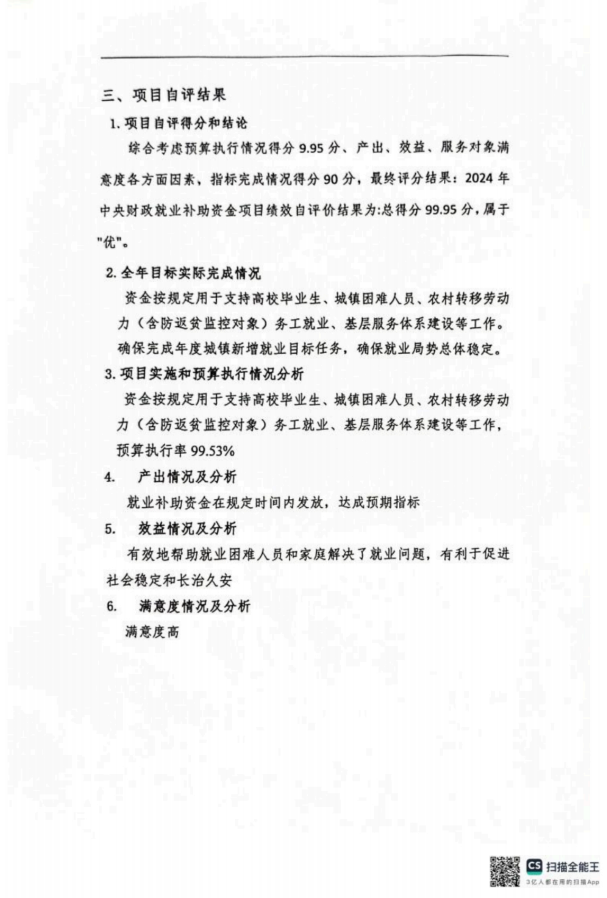 三、项目自评结果
1.项目自评得分和结论
综合考虑预算执行情况得分 9.95 分、产出、效益、服务对象满
意度各方面因素，指标完成情况得分 90 分，最终评分结果：2024 年
中央财政就业补助资金项目绩效自评价结果为:总得分 99.95 分，属于
"优"。
2.全年目标实际完成情况
资金按规定用于支持高校毕业生、城镇困难人员、农村转移劳动
力（含防返贫监控对象）务工就业、基层服务体系建设等工作。
确保完成年度城镇新增就业目标任务，确保就业局势总体稳定。
3.项目实施和预算执行情况分析
资金按规定用于支持高校毕业生、城镇困难人员、农村转移劳动
力（含防返贫监控对象）务工就业、基层服务体系建设等工作，
预算执行率 99.53%
4. 产出情况及分析
就业补助资金在规定时间内发放，达成预期指标
5. 效益情况及分析
有效地帮助就业困难人员和家庭解决了就业问题，有利于促进
社会稳定和长治久安
6. 满意度情况及分析
满意度高
CS 扫描全能王
3亿人都在用的扫描App